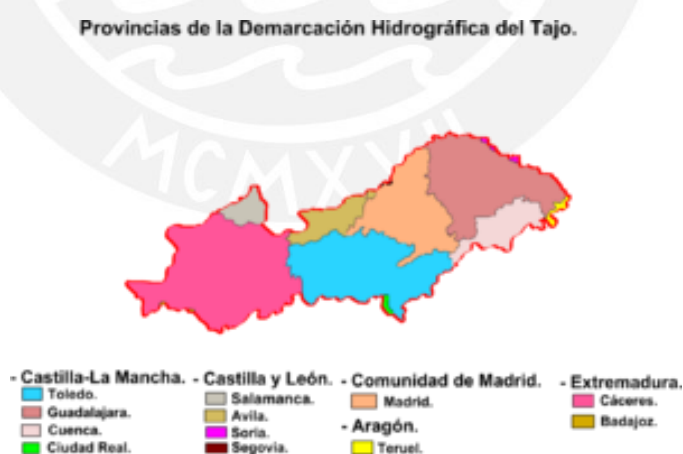 Provincias de la Demarcación Hidrográfica del Tajo.
MCMXVII
- Castilla-La Mancha.
Toledo.
Guadalajara.
Cuenca.
Ciudad Real.
- Castilla y León.
Salamanca.
Avila.
Soria.
Segovia.
- Comunidad de Madrid.
Madrid.
- Aragón.
Teruel.
- Extremadura.
Cáceres.
Badajoz.